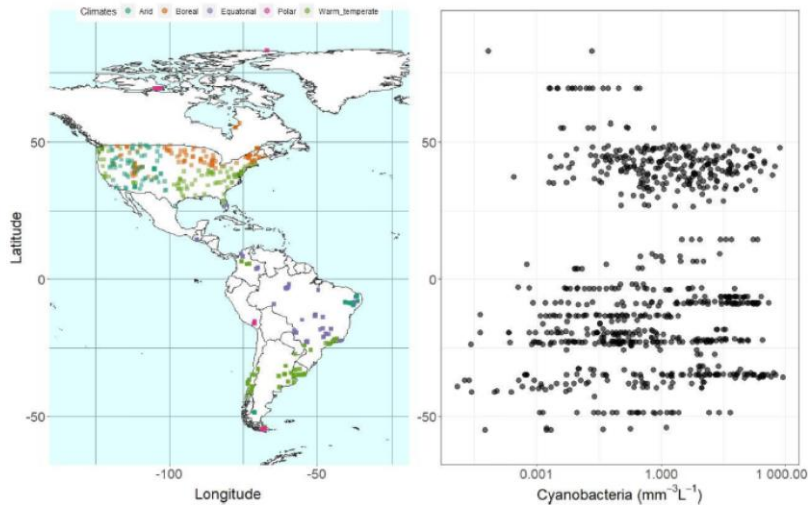 Climates Arid Boreal Equatorial Polar Warm_temperate
Latitude
50
0
-50
-100
-50
Longitude
50
0
-50
0.001
1.000
1 000.00
Cyanobacteria (mm⁻³L⁻¹)